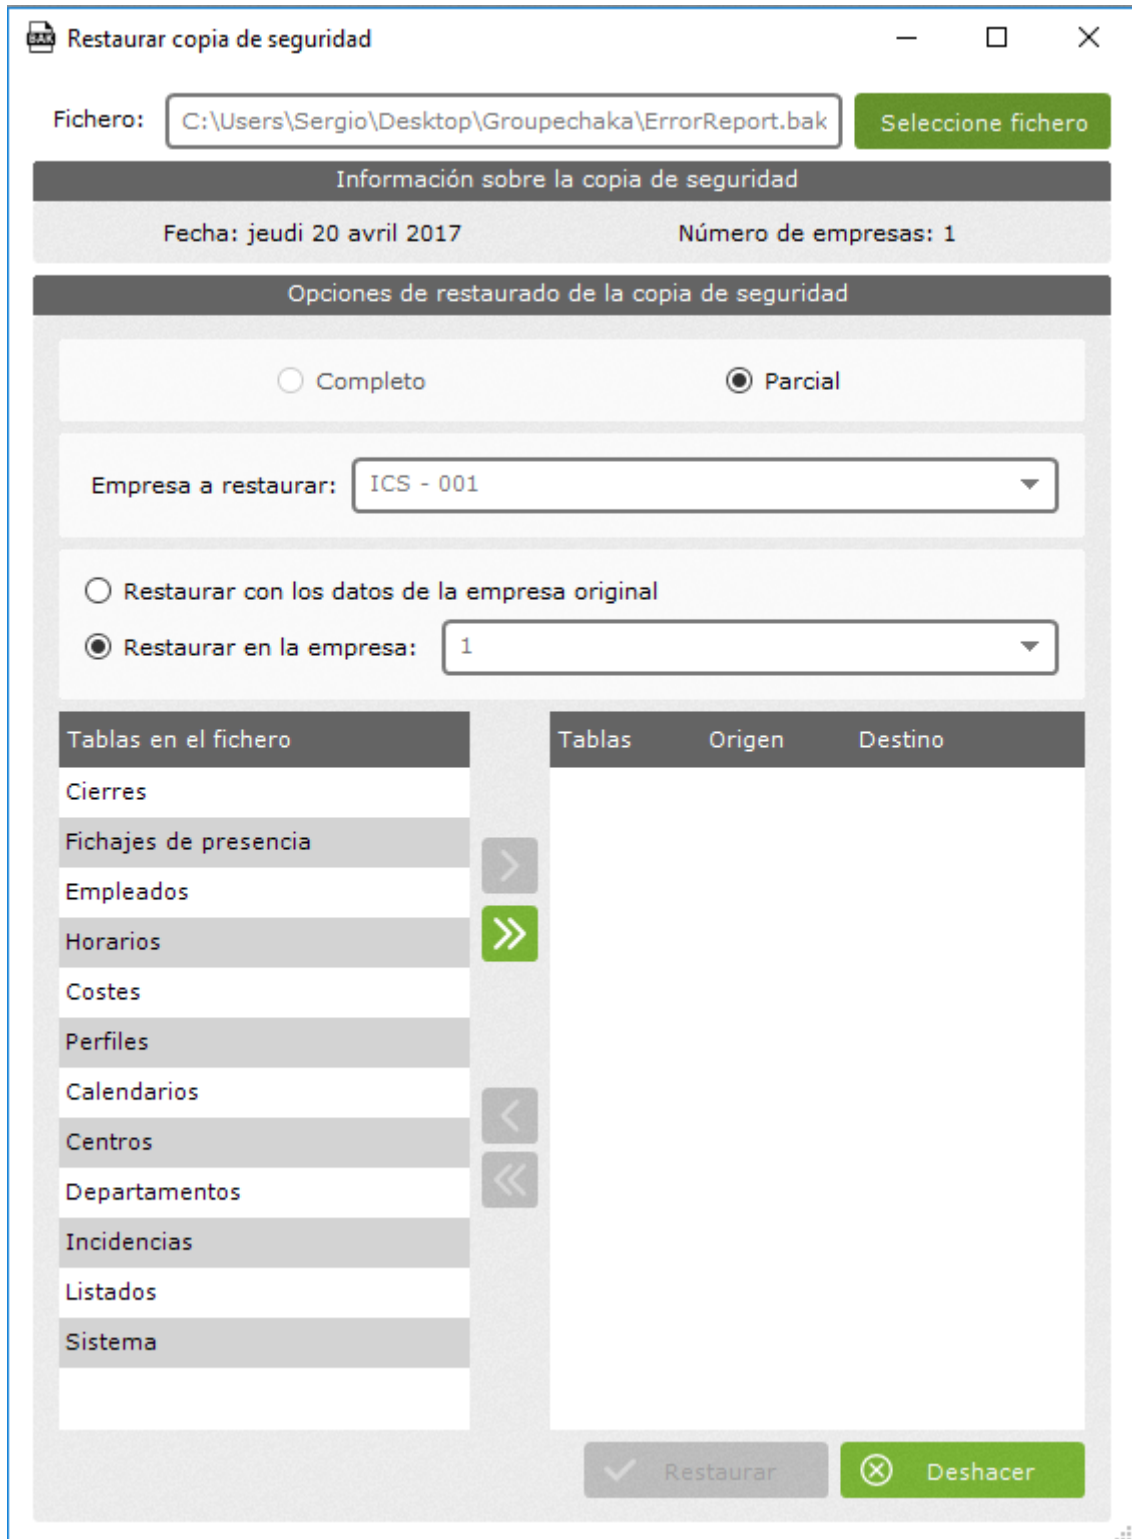 BAK Restaurar copia de seguridad
Fichero: C:\Users\Sergio\Desktop\Groupechaka\ErrorReport.bak Seleccione fichero
Información sobre la copia de seguridad
Fecha: jeudi 20 avril 2017 Número de empresas: 1
Opciones de restaurado de la copia de seguridad
Completo Parcial
Empresa a restaurar: ICS - 001
Restaurar con los datos de la empresa original
Restaurar en la empresa: 1
Tablas en el fichero Tablas Origen Destino
Cierres
Fichajes de presencia
Empleados
Horarios
Costes
Perfiles
Calendarios
Centros
Departamentos
Incidencias
Listados
Sistema
Restaurar Deshacer